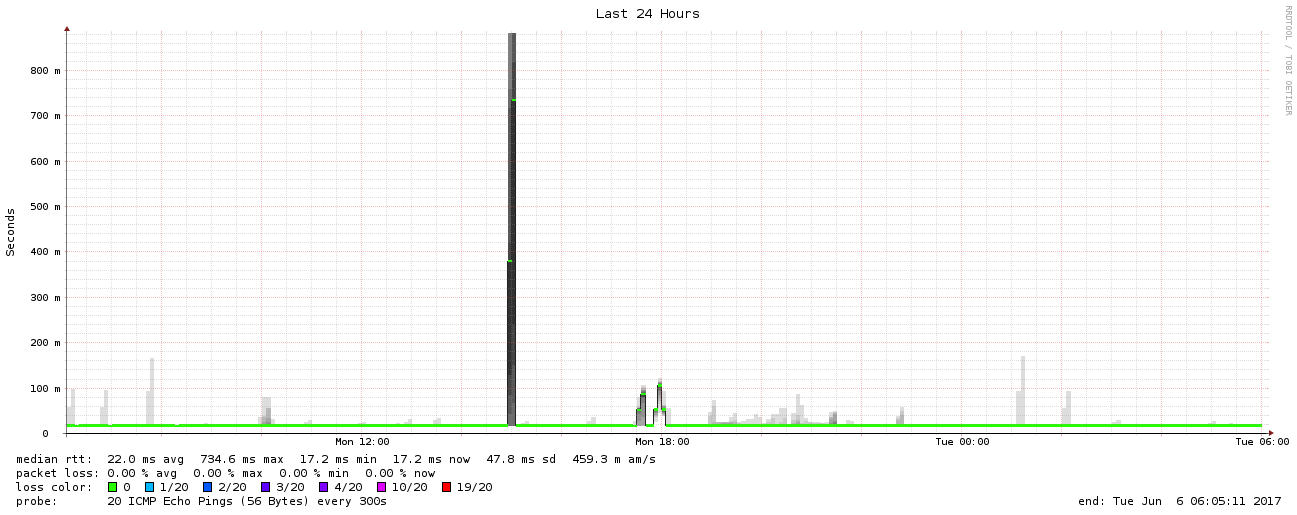 Last 24 Hours
RRDTOOL / TOBI OETIKER
Seconds
800 m
700 m
600 m
500 m
400 m
300 m
200 m
100 m
0
Mon 12:00 Mon 18:00 Tue 00:00 Tue 06:00
median rtt: 22.0 ms avg 734.6 ms max 17.2 ms min 17.2 ms now 47.8 ms sd 459.3 m am/s
packet loss: 0.00 % avg 0.00 % max 0.00 % min 0.00 % now
loss color: 0 1/20 2/20 3/20 4/20 10/20 19/20
probe: 20 ICMP Echo Pings (56 Bytes) every 300s end: Tue Jun 6 06:05:11 2017